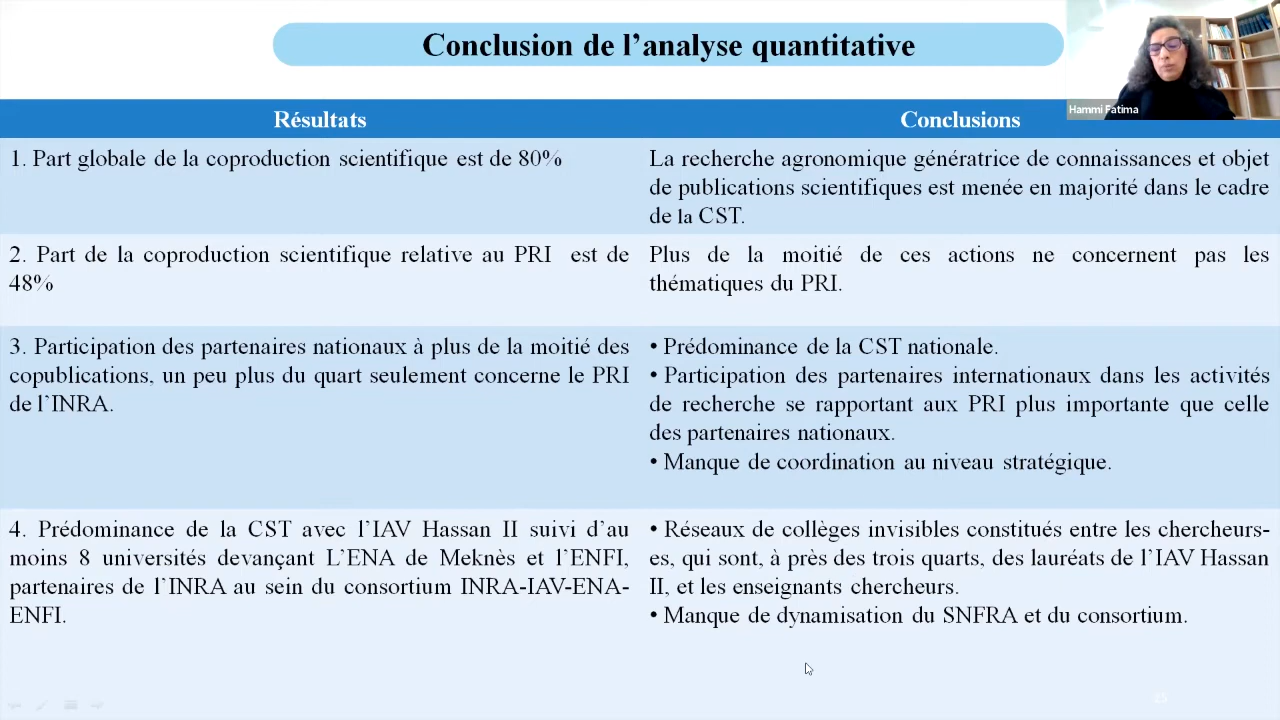 Conclusion de l’analyse quantitative
Hammi Fatima
Résultats
Conclusions
1. Part globale de la coproduction scientifique est de 80%
La recherche agronomique génératrice de connaissances et objet
de publications scientifiques est menée en majorité dans le cadre
de la CST.
2. Part de la coproduction scientifique relative au PRI est de
48%
Plus de la moitié de ces actions ne concernent pas les
thématiques du PRI.
3. Participation des partenaires nationaux à plus de la moitié des
copublications, un peu plus du quart seulement concerne le PRI
de l’INRA.
• Prédominance de la CST nationale.
• Participation des partenaires internationaux dans les activités
de recherche se rapportant aux PRI plus importante que celle
des partenaires nationaux.
• Manque de coordination au niveau stratégique.
4. Prédominance de la CST avec l’IAV Hassan II suivi d’au
moins 8 universités devançant L’ENA de Meknès et l’ENFI,
partenaires de l’INRA au sein du consortium INRA-IAV-ENA-
ENFI.
• Réseaux de collèges invisibles constitués entre les chercheurs-
es, qui sont, à près des trois quarts, des lauréats de l’IAV Hassan
II, et les enseignants chercheurs.
• Manque de dynamisation du SNFRA et du consortium.
25